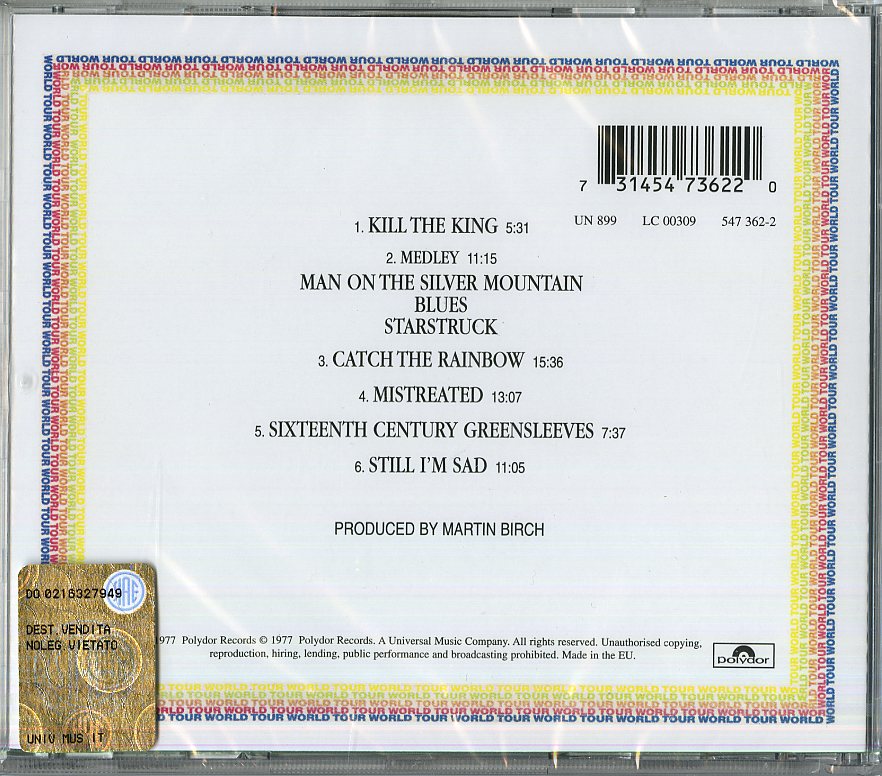 WORLD TOUR WORLD TOUR WORLD TOUR WORLD TOUR WORLD TOUR WORLD TOUR WORLD TOUR WORLD TOUR WORLD TOUR WORLD TOUR
7 31454 73622 0
UN 899 LC 00309 547 362-2
1. KILL THE KING 5:31
2. MEDLEY 11:15
MAN ON THE SILVER MOUNTAIN
BLUES
STARSTRUCK
3. CATCH THE RAINBOW 15:36
4. MISTREATED 13:07
5. SIXTEENTH CENTURY GREENSLEEVES 7:37
6. STILL I'M SAD 11:05
PRODUCED BY MARTIN BIRCH
DO 0216327949
DEST.VENDITA
NOLEG VIETATO
UNIV MUS IT
1977 Polydor Records © 1977 Polydor Records. A Universal Music Company. All rights reserved. Unauthorised copying,
reproduction, hiring, lending, public performance and broadcasting prohibited. Made in the EU.
polydor
WORLD TOUR WORLD TOUR WORLD TOUR WORLD TOUR WORLD TOUR WORLD TOUR WORLD TOUR WORLD TOUR